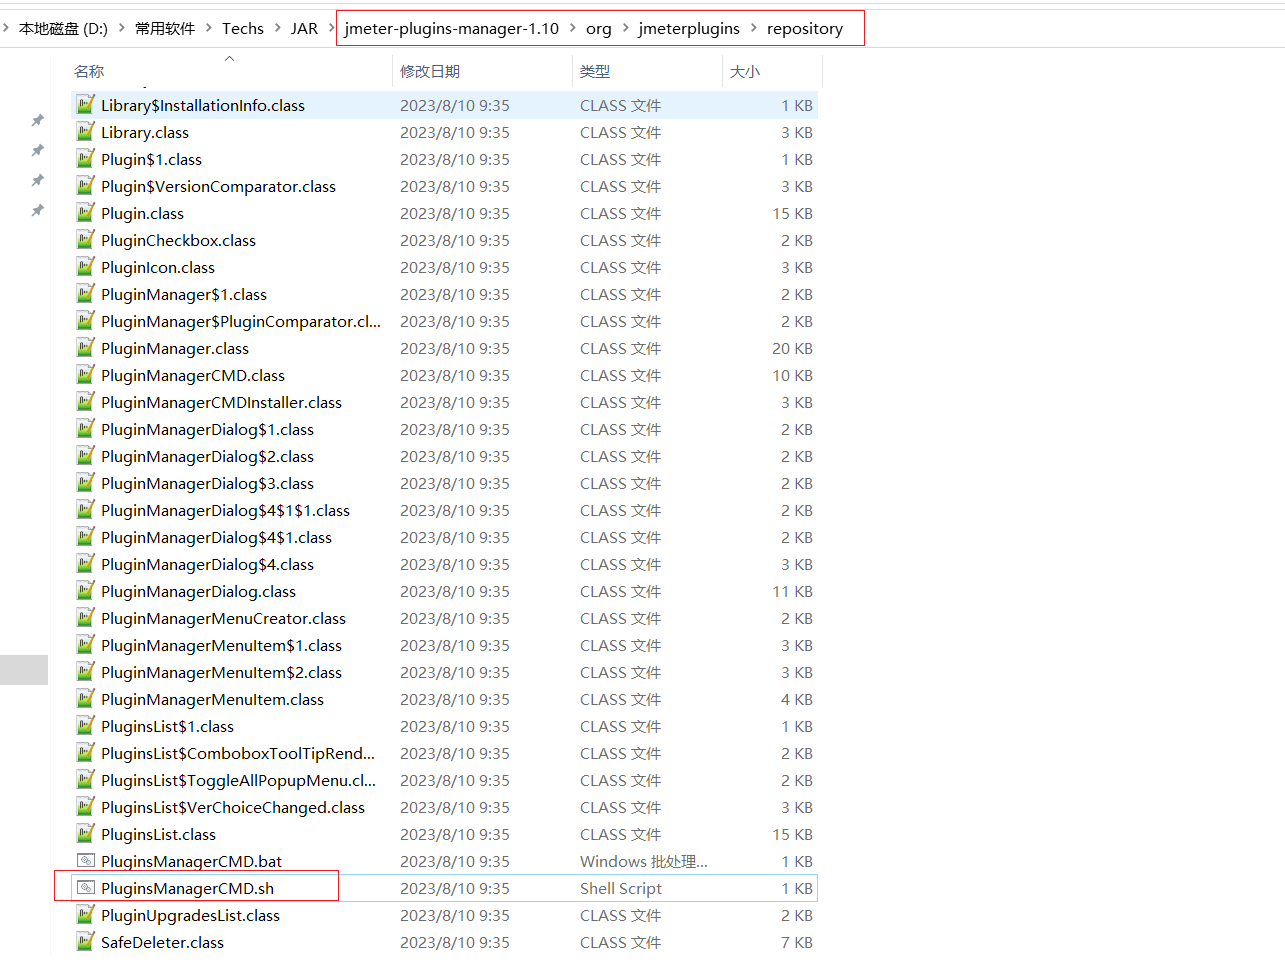 本地磁盘 (D:) > 常用软件 > Techs > JAR > jmeter-plugins-manager-1.10 > org > jmeterplugins > repository
名称 修改日期 类型 大小
Library$InstallationInfo.class 2023/8/10 9:35 CLASS 文件 1 KB
Library.class 2023/8/10 9:35 CLASS 文件 3 KB
Plugin$1.class 2023/8/10 9:35 CLASS 文件 1 KB
Plugin$VersionComparator.class 2023/8/10 9:35 CLASS 文件 3 KB
Plugin.class 2023/8/10 9:35 CLASS 文件 15 KB
PluginCheckbox.class 2023/8/10 9:35 CLASS 文件 2 KB
PluginIcon.class 2023/8/10 9:35 CLASS 文件 3 KB
PluginManager$1.class 2023/8/10 9:35 CLASS 文件 2 KB
PluginManager$PluginComparator.cl... 2023/8/10 9:35 CLASS 文件 2 KB
PluginManager.class 2023/8/10 9:35 CLASS 文件 20 KB
PluginManagerCMD.class 2023/8/10 9:35 CLASS 文件 10 KB
PluginManagerCMDInstaller.class 2023/8/10 9:35 CLASS 文件 3 KB
PluginManagerDialog$1.class 2023/8/10 9:35 CLASS 文件 2 KB
PluginManagerDialog$2.class 2023/8/10 9:35 CLASS 文件 2 KB
PluginManagerDialog$3.class 2023/8/10 9:35 CLASS 文件 2 KB
PluginManagerDialog$4$1$1.class 2023/8/10 9:35 CLASS 文件 2 KB
PluginManagerDialog$4$1.class 2023/8/10 9:35 CLASS 文件 2 KB
PluginManagerDialog$4.class 2023/8/10 9:35 CLASS 文件 3 KB
PluginManagerDialog.class 2023/8/10 9:35 CLASS 文件 11 KB
PluginManagerMenuCreator.class 2023/8/10 9:35 CLASS 文件 2 KB
PluginManagerMenuItem$1.class 2023/8/10 9:35 CLASS 文件 3 KB
PluginManagerMenuItem$2.class 2023/8/10 9:35 CLASS 文件 3 KB
PluginManagerMenuItem.class 2023/8/10 9:35 CLASS 文件 4 KB
PluginsList$1.class 2023/8/10 9:35 CLASS 文件 1 KB
PluginsList$ComboboxToolTipRend... 2023/8/10 9:35 CLASS 文件 2 KB
PluginsList$ToggleAllPopupMenu.cl... 2023/8/10 9:35 CLASS 文件 2 KB
PluginsList$VerChoiceChanged.class 2023/8/10 9:35 CLASS 文件 3 KB
PluginsList.class 2023/8/10 9:35 CLASS 文件 15 KB
PluginsManagerCMD.bat 2023/8/10 9:35 Windows 批处理... 1 KB
PluginsManagerCMD.sh 2023/8/10 9:35 Shell Script 1 KB
PluginUpgradesList.class 2023/8/10 9:35 CLASS 文件 2 KB
SafeDeleter.class 2023/8/10 9:35 CLASS 文件 7 KB